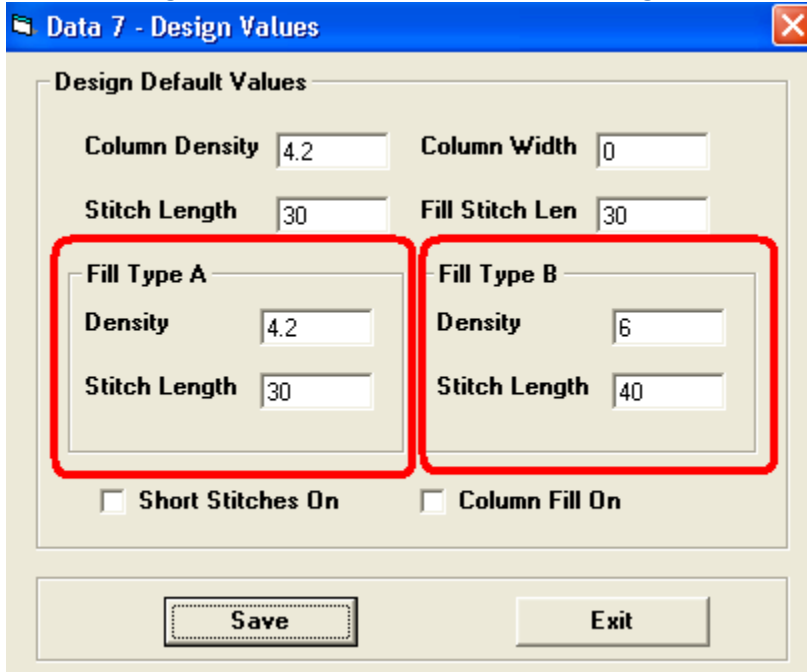 Data 7 - Design Values
Design Default Values
Column Density 4.2 Column Width 0
Stitch Length 30 Fill Stitch Len 30
Fill Type A Fill Type B
Density 4.2 Density 6
Stitch Length 30 Stitch Length 40
Short Stitches On Column Fill On
Save Exit